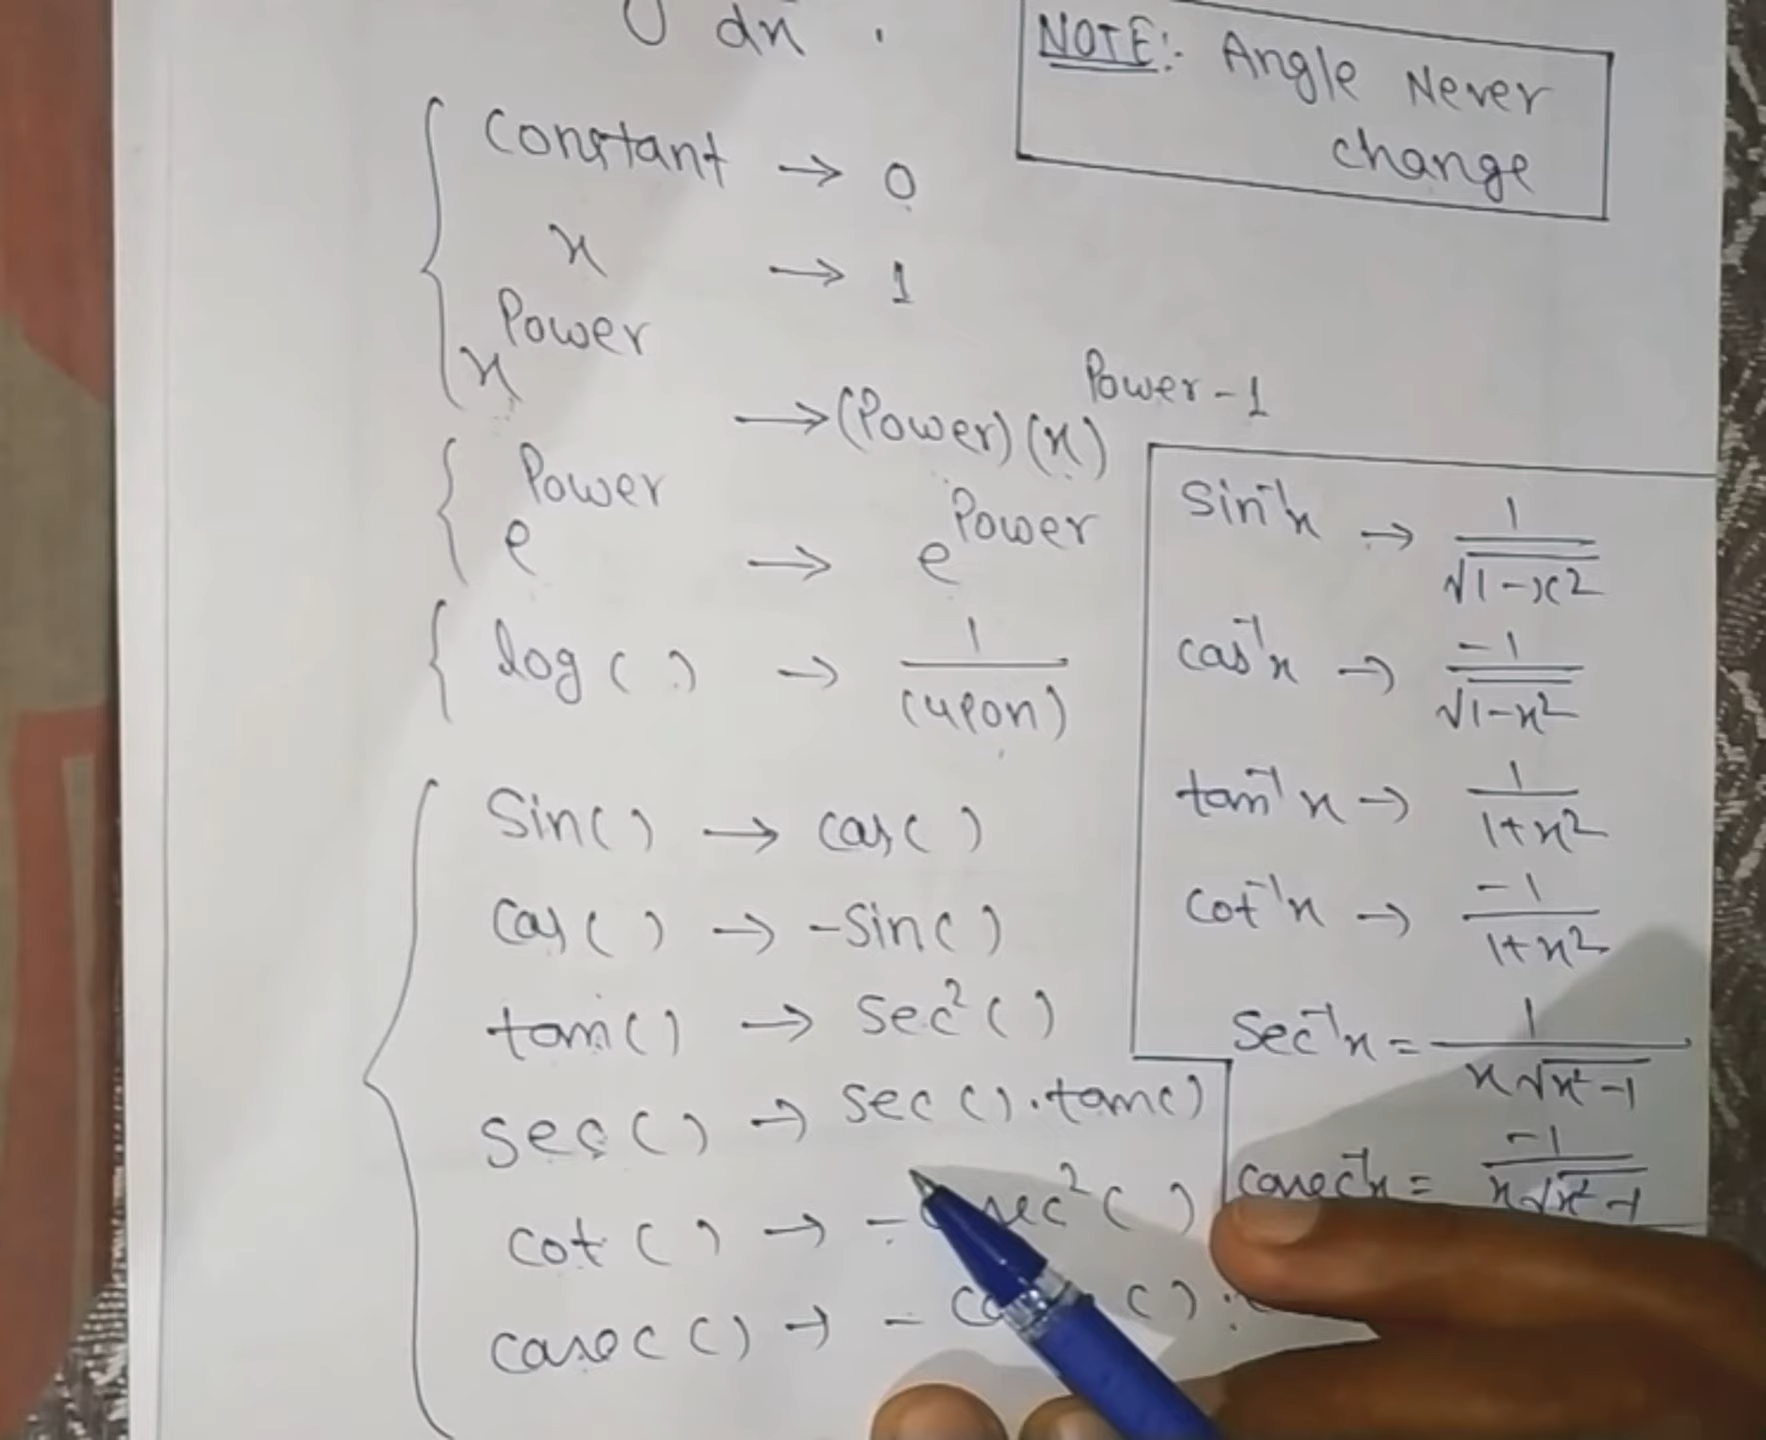 dx
NOTE:- Angle Never
change
constant → 0
x → 1
x^Power → (Power)(x)^Power-1
e^Power → e^Power
log( ) → 1/(upon)
Sin( ) → cos( )
cos( ) → -Sin( )
tan( ) → sec²( )
sec( ) → sec( ).tan( )
cot( ) → -
cosec( ) → -
sin⁻¹x → 1/√1-x²
cos⁻¹x → -1/√1-x²
tan⁻¹x → 1/1+x²
cot⁻¹x → -1/1+x²
sec⁻¹x = 1/x√x²-1
cosec⁻¹x = -1/x√x²-1